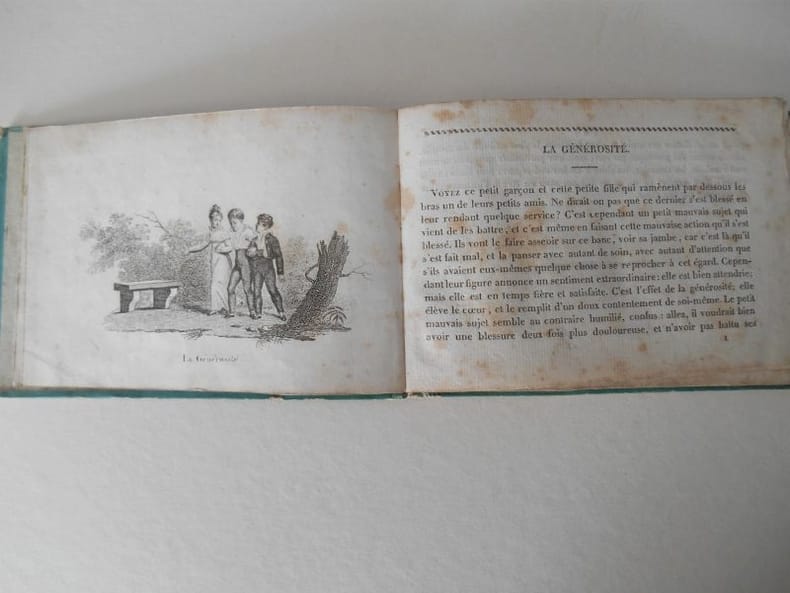 La Générosité
LA GÉNÉROSITÉ.
VOYEZ ce petit garçon et cette petite fille qui ramènent par dessous les
bras un de leurs petits amis. Ne dirait on pas que ce dernier s'est blessé en
leur rendant quelque service? C'est cependant un petit mauvais sujet qui
vient de les battre, et c'est même en faisant cette mauvaise action qu'il s'est
blessé. Ils vont le faire asseoir sur ce banc, voir sa jambe, car c'est là qu'il
s'est fait mal, et la panser avec autant de soin, avec autant d'attention que
s'ils avaient eux-mêmes quelque chose à se reprocher à cet égard. Cepen-
dant leur figure annonce un sentiment extraordinaire: elle est bien attendrie;
mais elle est en temps fière et satisfaite. C'est l'effet de la générosité; elle
élève le cœur, et le remplit d'un doux contentement de soi-même. Le petit
mauvais sujet semble au contraire humilié, confus: allez, il voudrait bien
avoir une blessure deux fois plus douloureuse, et n'avoir pas battu ses
1